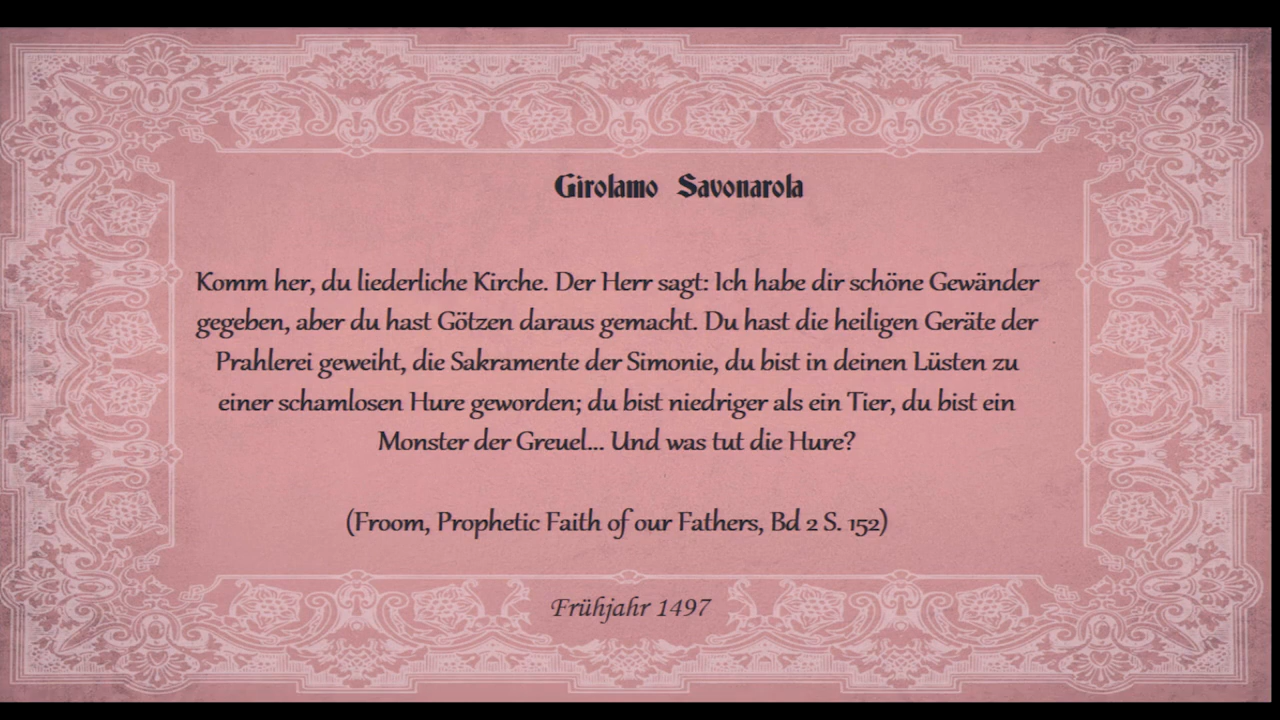 Girolamo Savonarola
Komm her, du liederliche Kirche. Der Herr sagt: Ich habe dir schöne Gewänder
gegeben, aber du hast Götzen daraus gemacht. Du hast die heiligen Geräte der
Prahlerei geweiht, die Sakramente der Simonie, du bist in deinen Lüsten zu
einer schamlosen Hure geworden; du bist niedriger als ein Tier, du bist ein
Monster der Greuel... Und was tut die Hure?
(Froom, Prophetic Faith of our Fathers, Bd 2 S. 152)
Frühjahr 1497